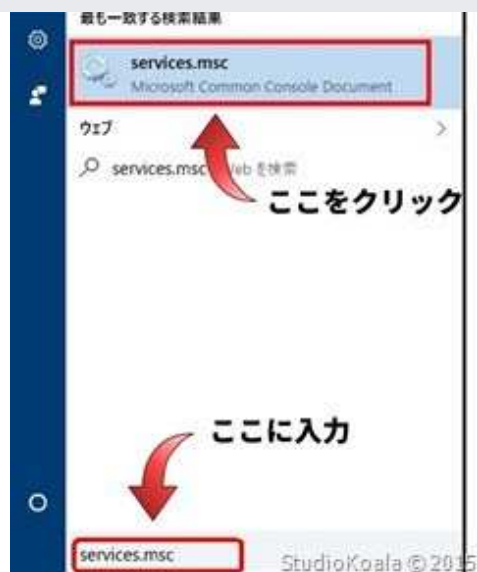 最も一致する検索結果
services.msc
Microsoft Common Console Document
ウェブ
services.msc Web を検索
ここをクリック
ここに入力
services.msc
StudioKoala © 2015